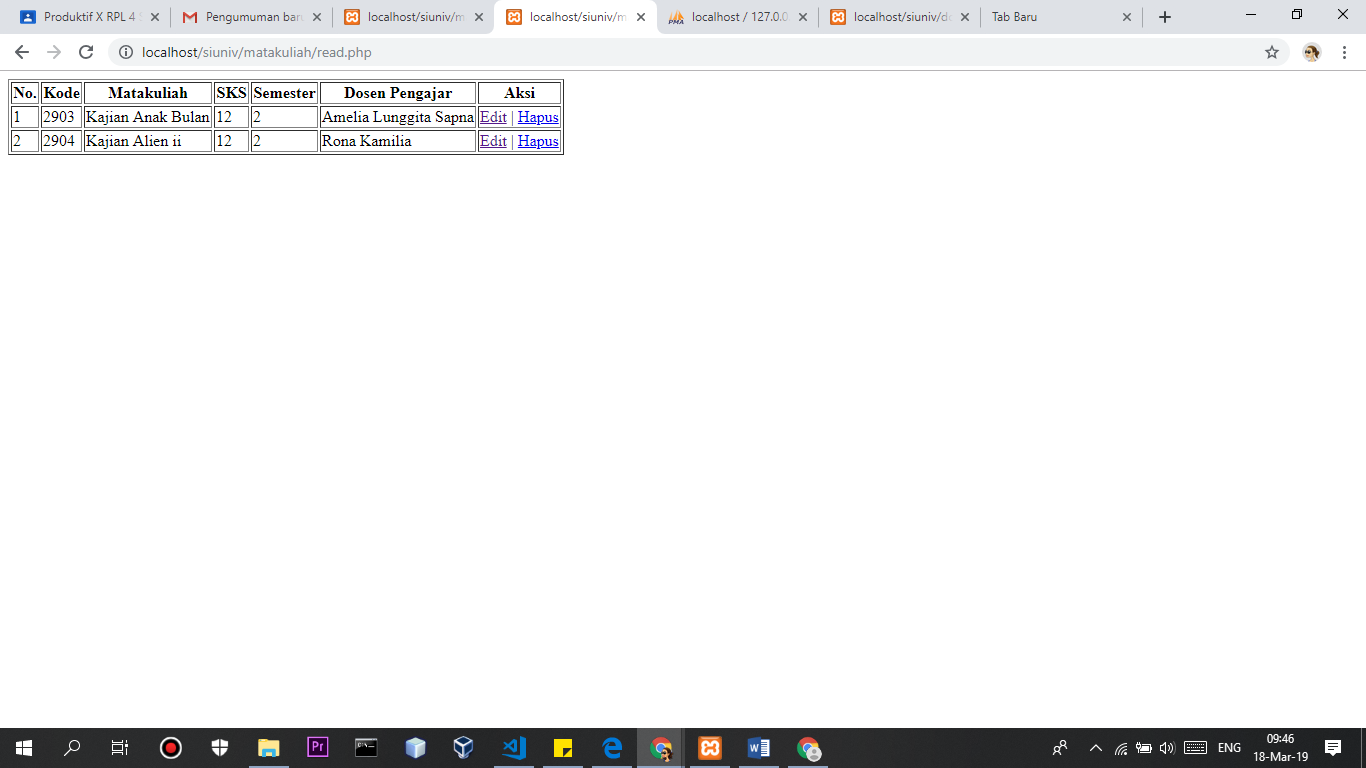 Produktif X RPL 4 Pengumuman baru localhost/siuniv/m localhost/siuniv/m localhost / 127.0.0 localhost/siuniv/do Tab Baru
localhost/siuniv/matakuliah/read.php
No. Kode Matakuliah SKS Semester Dosen Pengajar Aksi
1 2903 Kajian Anak Bulan 12 2 Amelia Lunggita Sapna Edit | Hapus
2 2904 Kajian Alien ii 12 2 Rona Kamilia Edit | Hapus
Pr ENG 09:46
18-Mar-19